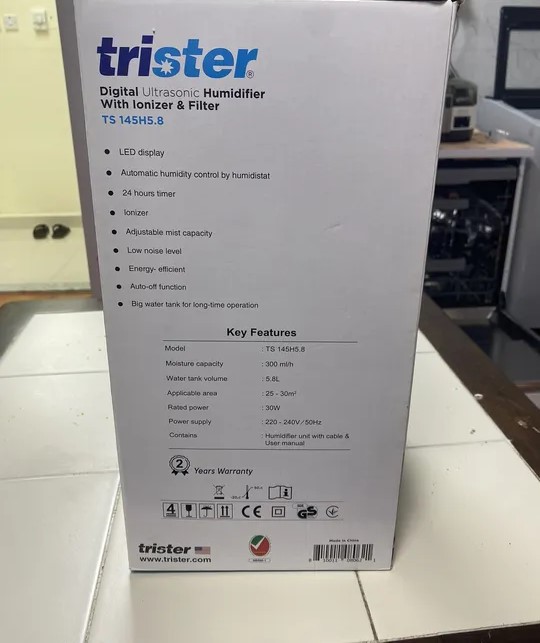 trister®
Digital Ultrasonic Humidifier
With Ionizer & Filter
TS 145H5.8
LED display
Automatic humidity control by humidistat
24 hours timer
Ionizer
Adjustable mist capacity
Low noise level
Energy- efficient
Auto-off function
Big water tank for long-time operation
Key Features
Model : TS 145H5.8
Moisture capacity : 300 ml/h
Water tank volume : 5.8L
Applicable area : 25 - 30m²
Rated power : 30W
Power supply : 220 - 240V/50Hz
Contains : Humidifier unit with cable &
User manual
2 Years Warranty
4 CE GS
Made in China
trister
www.trister.com